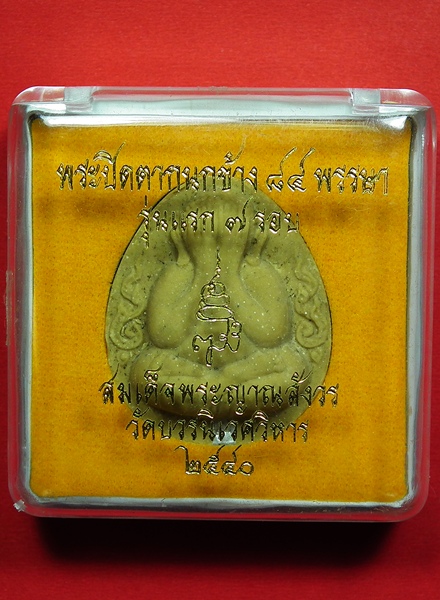 พระปิดตากนกข้าง ๘๔ พรรษา
รุ่นแรก ๗ รอบ
สมเด็จพระญาณสังวร
วัดบวรนิเวศวิหาร
๒๕๔๐